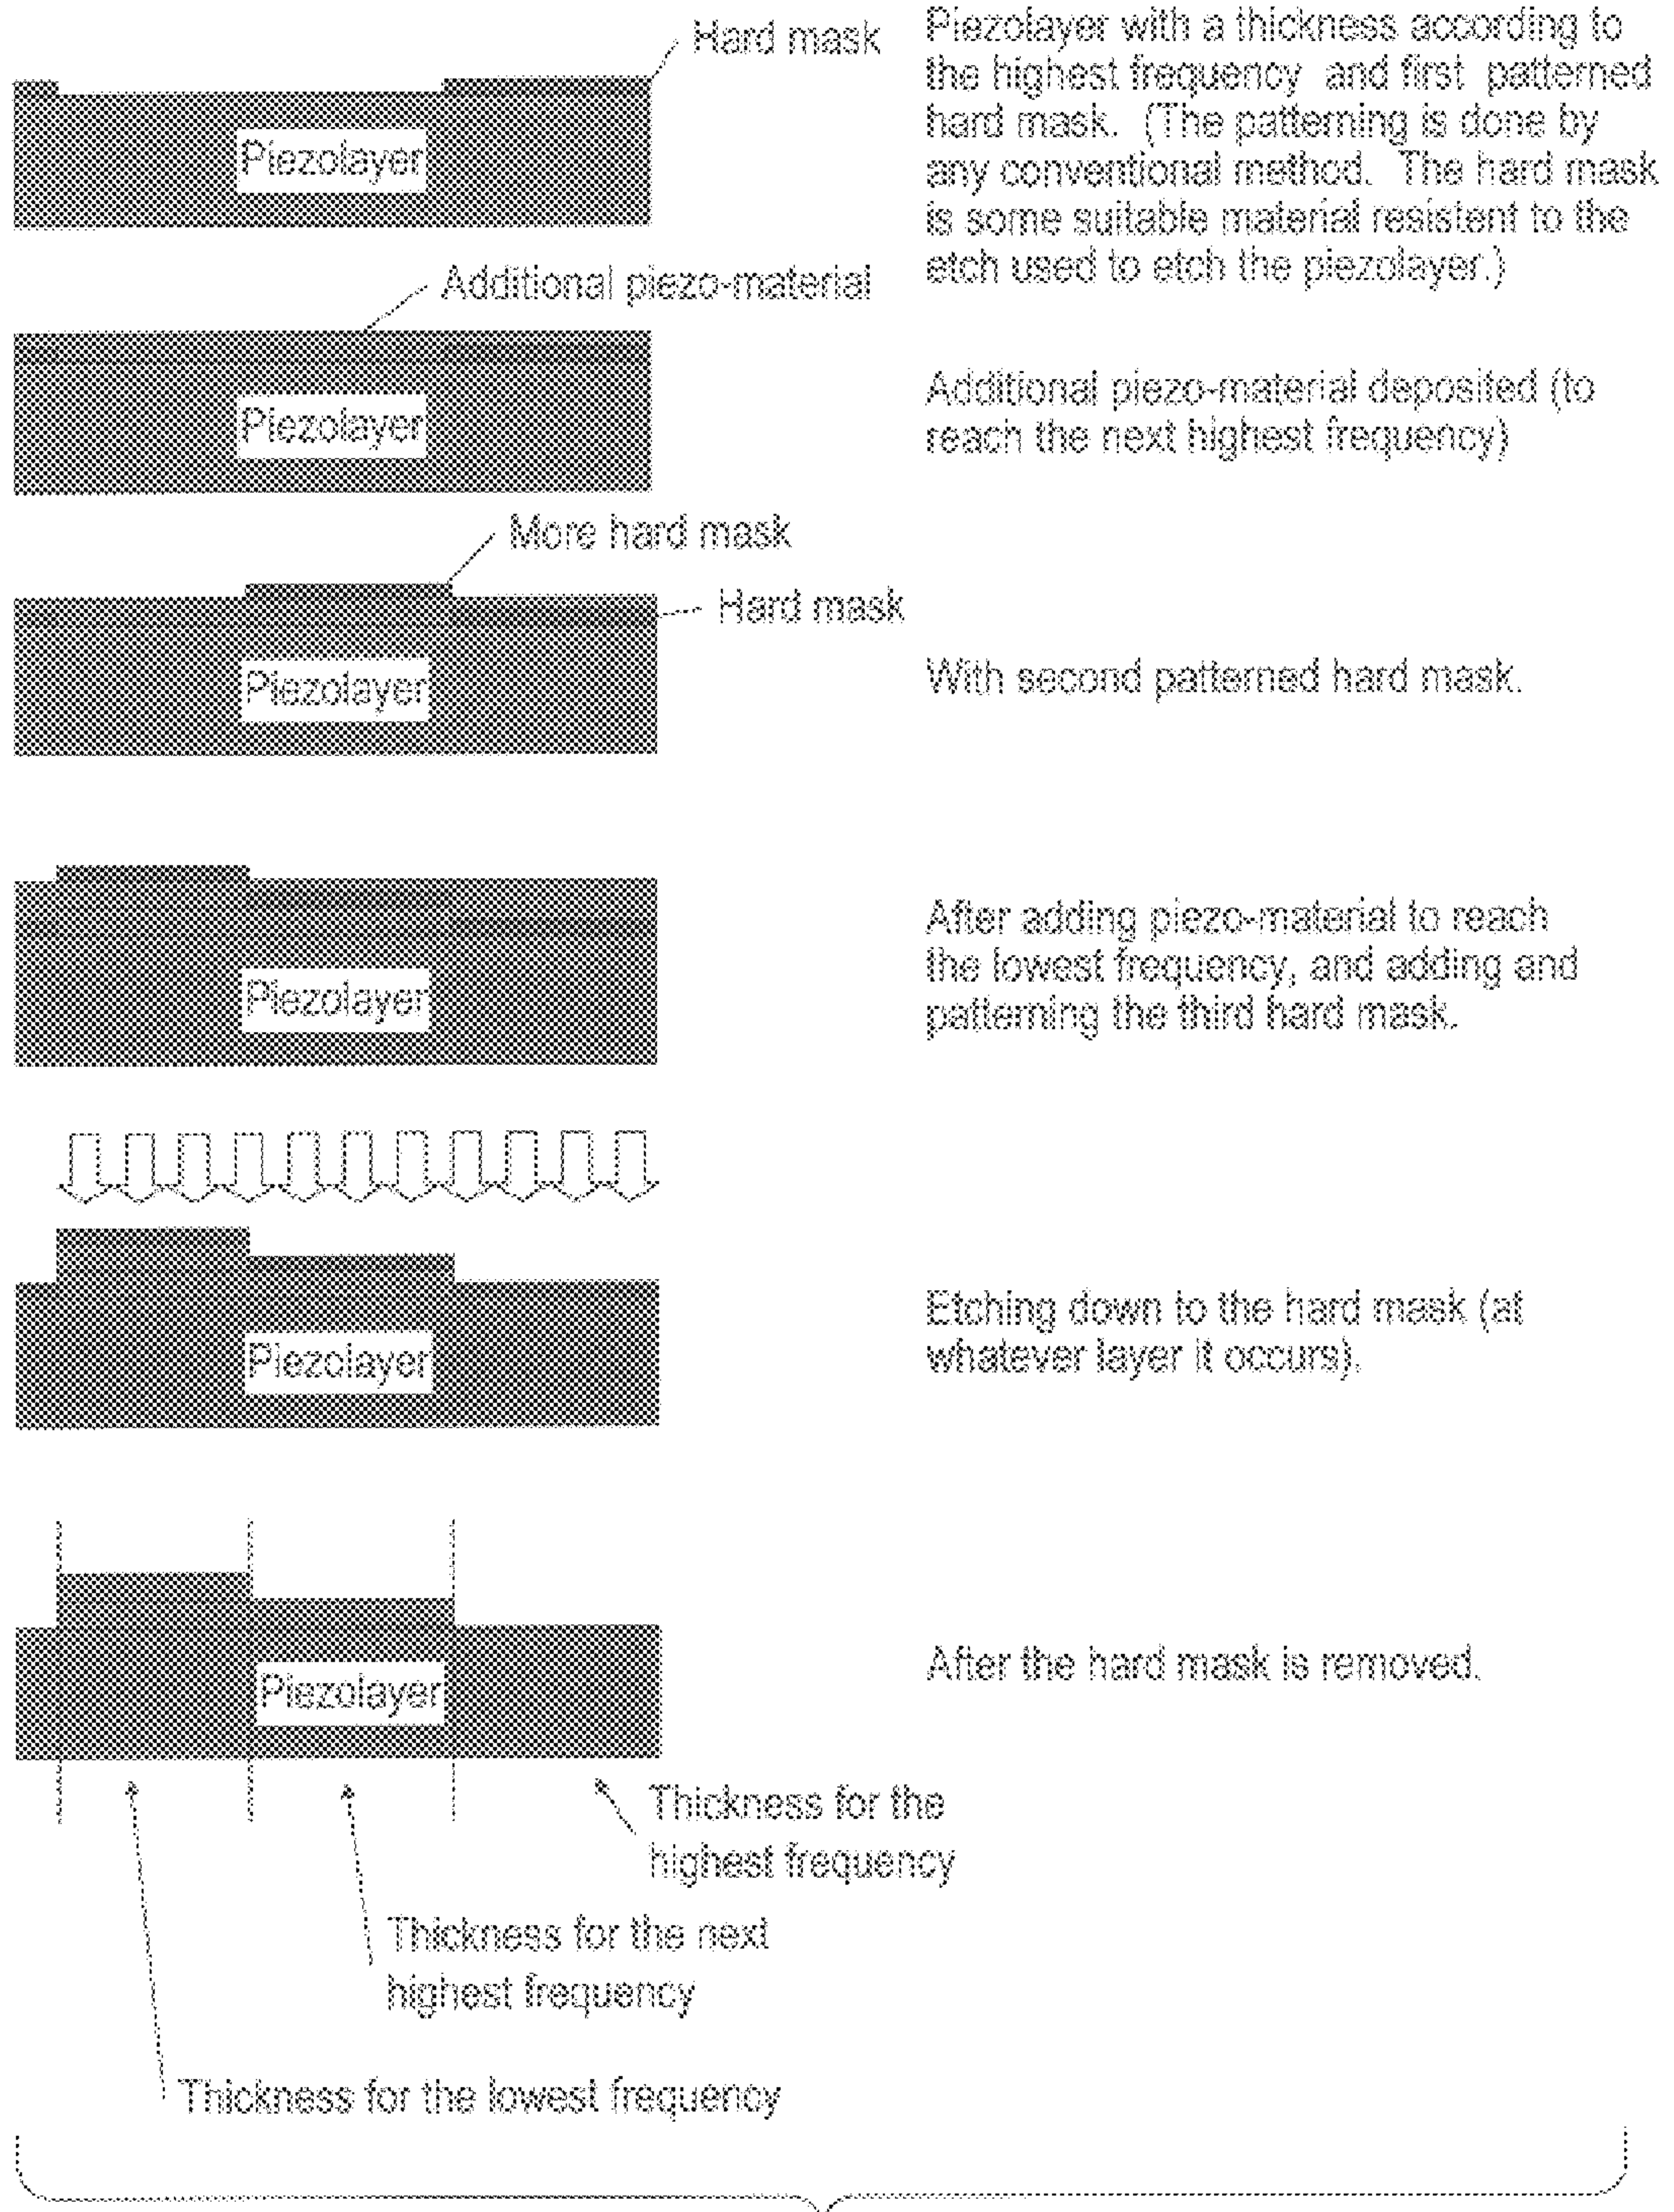 Hard mask
Piezolayer with a thickness according to
the highest frequency and first patterned
hard mask. (The patterning is done by
any conventional method. The hard mask
is some suitable material resistent to the
etch used to etch the piezolayer.)
Piezolayer
Additional piezo-material
Piezolayer
Additional piezo-material deposited (to
reach the next highest frequency)
More hard mask
Hard mask
Piezolayer
With second patterned hard mask.
Piezolayer
After adding piezo-material to reach
the lowest frequency, and adding and
patterning the third hard mask.
Piezolayer
Etching down to the hard mask (at
whatever layer it occurs).
Piezolayer
After the hard mask is removed.
Thickness for the
highest frequency
Thickness for the next
highest frequency
Thickness for the lowest frequency